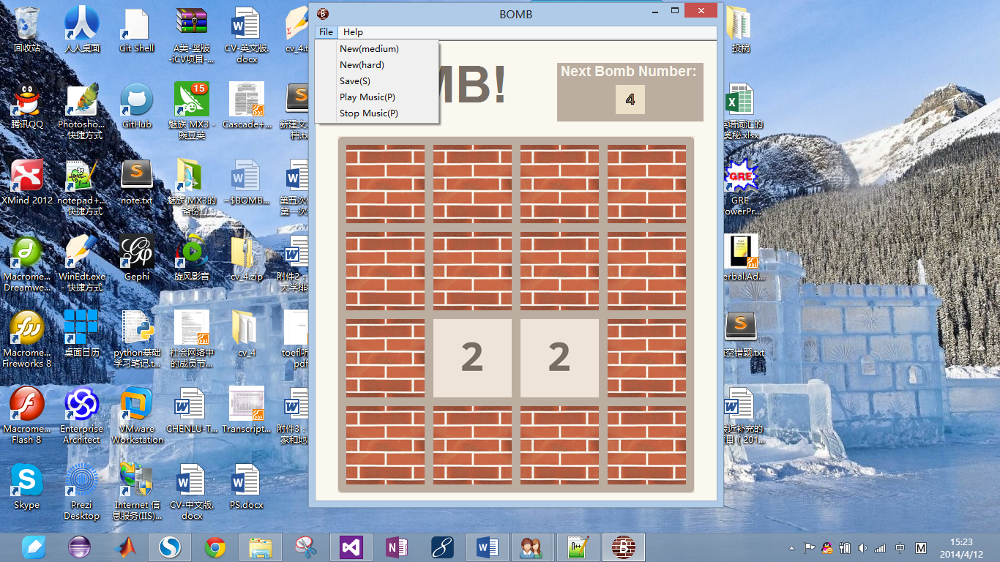 回收站
人人桌面
Git Shell
A类-竖版
-iCV项目-...
CV-英文版.
docx
cv_4.t
腾讯QQ
Photosho...
- 快捷方式
GitHub
15
魅族 MX3 -
豌豆荚
Cascade+...
新建文
档.tx
XMind 2012
notepad+...
- 快捷方式
note.txt
魅族 MX3的
备份
~$BOMB...
第五次
第一次
Macrome...
Dreamwe...
WinEdt.exe
- 快捷方式
Gephi
旋风影音
cv_4.zip
附件2：
大学排
Macrome...
Fireworks 8
桌面日历
python基础
学习笔记.t...
社会网络中
的成员节...
cv_4
pdf
Macrome...
Flash 8
Enterprise
Architect
VMware
Workstation
CHENLU-T...
Transcript...
附件3：
家和地
Skype
Prezi
Desktop
Internet 信
息服务(IIS)...
CV-中文版.
docx
PS.docx
BOMB
File Help
New(medium)
New(hard)
Save(S)
Play Music(P)
Stop Music(P)
MB!
Next Bomb Number:
4
2 2
投稿
英语词汇的
奥秘.xlsx
GRE
GRE
owerPr...
erbal.Ad...
空错题.txt
最近补充的
项目（201...
中
M
15:23
2014/4/12